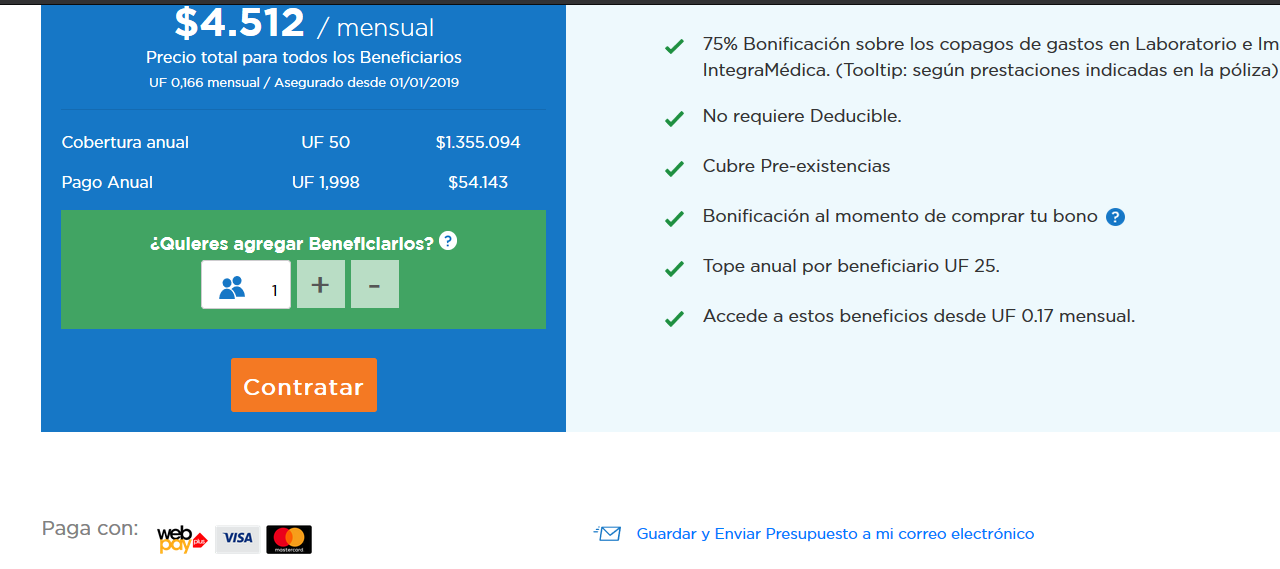 $4.512 / mensual
Precio total para todos los Beneficiarios
UF 0,166 mensual / Asegurado desde 01/01/2019
Cobertura anual UF 50 $1.355.094
Pago Anual UF 1,998 $54.143
¿Quieres agregar Beneficiarios? ?
1 + -
Contratar
75% Bonificación sobre los copagos de gastos en Laboratorio e Im
IntegraMédica. (Tooltip: según prestaciones indicadas en la póliza)
No requiere Deducible.
Cubre Pre-existencias
Bonificación al momento de comprar tu bono ?
Tope anual por beneficiario UF 25.
Accede a estos beneficios desde UF 0.17 mensual.
Paga con: web pay plus VISA mastercard
Guardar y Enviar Presupuesto a mi correo electrónico